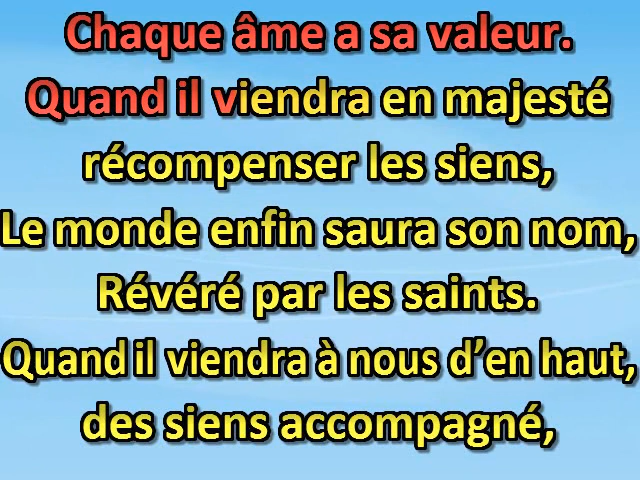 Chaque âme a sa valeur.
Quand il viendra en majesté
récompenser les siens,
Le monde enfin saura son nom,
Révéré par les saints.
Quand il viendra à nous d’en haut,
des siens accompagné,